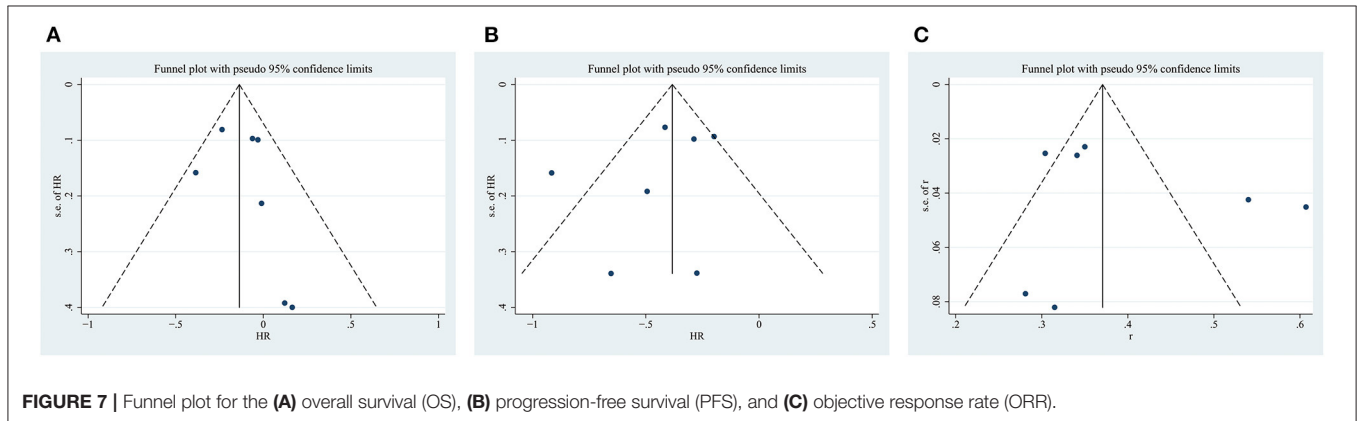 A
Funnel plot with pseudo 95% confidence limits
s.e. of HR
0
.1
.2
.3
.4
−1
−.5
0
.5
1
HR
B
Funnel plot with pseudo 95% confidence limits
s.e. of HR
0
.1
.2
.3
.4
−1
−.5
0
.5
HR
C
Funnel plot with pseudo 95% confidence limits
s.e. of r
0
.02
.04
.06
.08
.2
.3
.4
.5
.6
r
FIGURE 7 | Funnel plot for the (A) overall survival (OS), (B) progression-free survival (PFS), and (C) objective response rate (ORR).